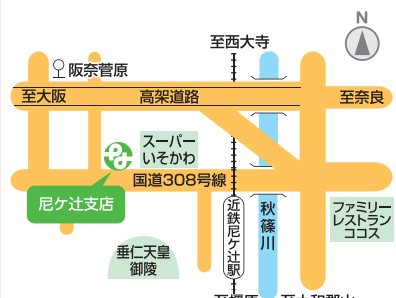 N
至西大寺
阪奈菅原
至大阪
高架道路
至奈良
スーパー
いそかわ
国道308号線
尼ケ辻支店
近鉄尼ケ辻駅
秋篠川
ファミリー
レストラン
ココス
垂仁天皇
御陵